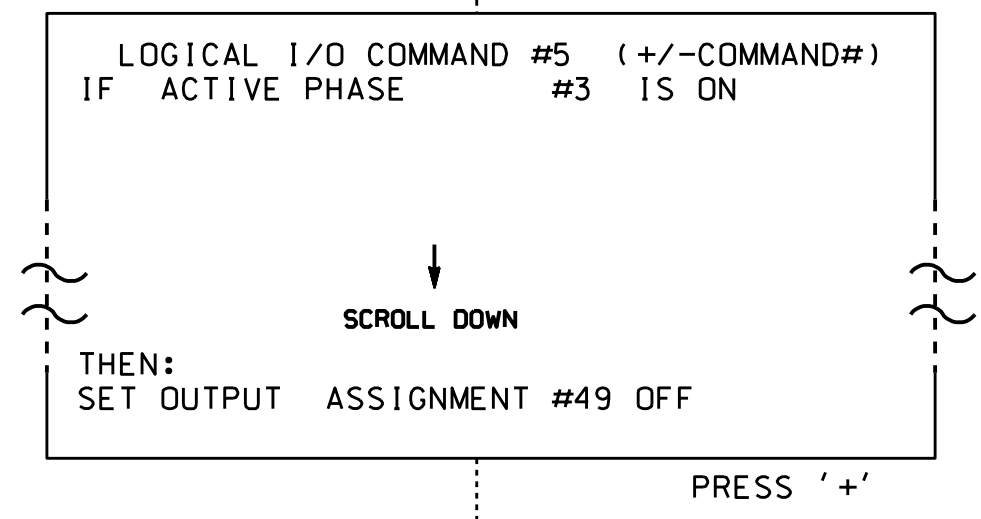 LOGICAL I/O COMMAND #5 (+/-COMMAND#)
IF ACTIVE PHASE #3 IS ON
SCROLL DOWN
THEN:
SET OUTPUT ASSIGNMENT #49 OFF
PRESS '+'